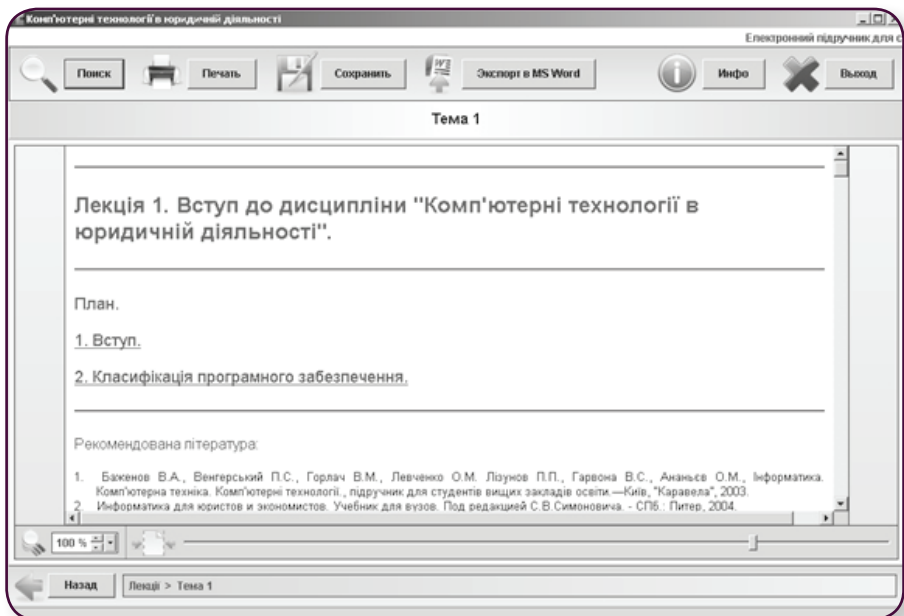 Комп'ютерні технології в юридичній діяльності
Електронний підручник для с
Поиск Печать Сохранить Экспорт в MS Word Инфо Выход
Тема 1
Лекція 1. Вступ до дисципліни "Комп'ютерні технології в
юридичній діяльності".
План.
1. Вступ.
2. Класифікація програмного забезпечення.
Рекомендована література:
1. Баженов В.А., Венгерський П.С., Горлач В.М., Левченко О.М. Лізунов П.П., Гарвона В.С., Ананьєв О.М., Інформатика.
Комп'ютерна техніка. Комп'ютерні технології., підручник для студентів вищих закладів освіти.—Київ, "Каравела", 2003.
2. Информатика для юристов и экономистов. Учебник для вузов. Под редакцией С.В.Симоновича. - СПб.: Питер, 2004.
100 %
Назад Лекції > Тема 1